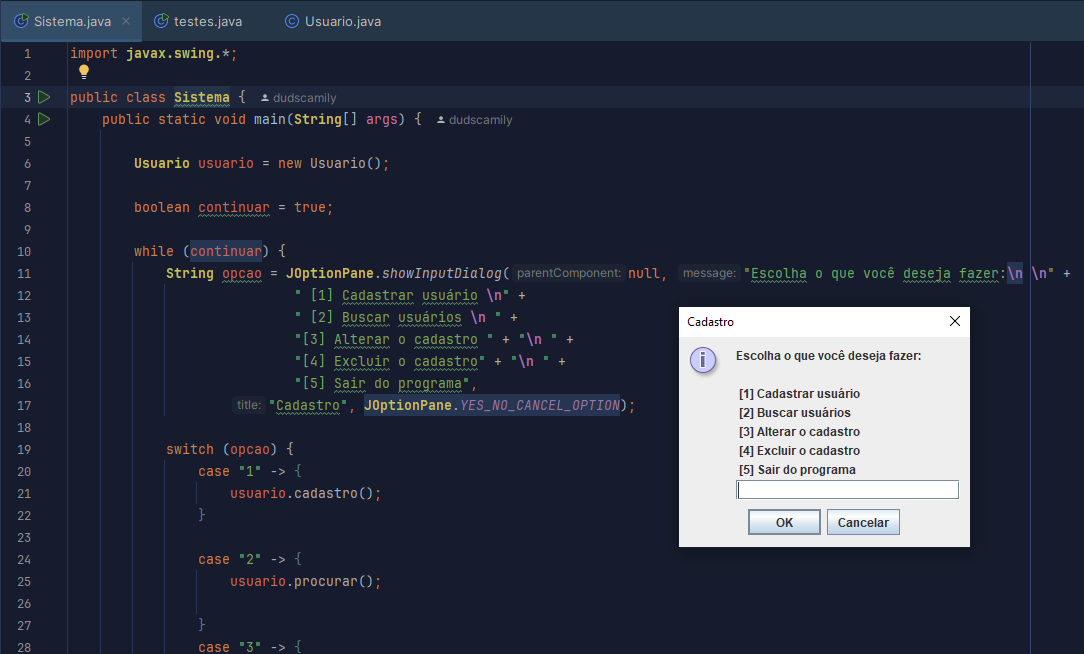 Sistema.java × testes.java Usuario.java
1 import javax.swing.*;
2
3 public class Sistema { dudscamily
4 public static void main(String[] args) { dudscamily
5
6 Usuario usuario = new Usuario();
7
8 boolean continuar = true;
9
10 while (continuar) {
11 String opcao = JOptionPane.showInputDialog( parentComponent: null, message: "Escolha o que você deseja fazer:\n \n" +
12 " [1] Cadastrar usuário \n" +
13 " [2] Buscar usuários \n " +
14 "[3] Alterar o cadastro " + "\n " +
15 "[4] Excluir o cadastro" + "\n " +
16 "[5] Sair do programa",
17 title: "Cadastro", JOptionPane.YES_NO_CANCEL_OPTION);
18
19 switch (opcao) {
20 case "1" -> {
21 usuario.cadastro();
22 }
23
24 case "2" -> {
25 usuario.procurar();
26
27 }
28 case "3" -> {
Cadastro
Escolha o que você deseja fazer:
[1] Cadastrar usuário
[2] Buscar usuários
[3] Alterar o cadastro
[4] Excluir o cadastro
[5] Sair do programa
OK Cancelar